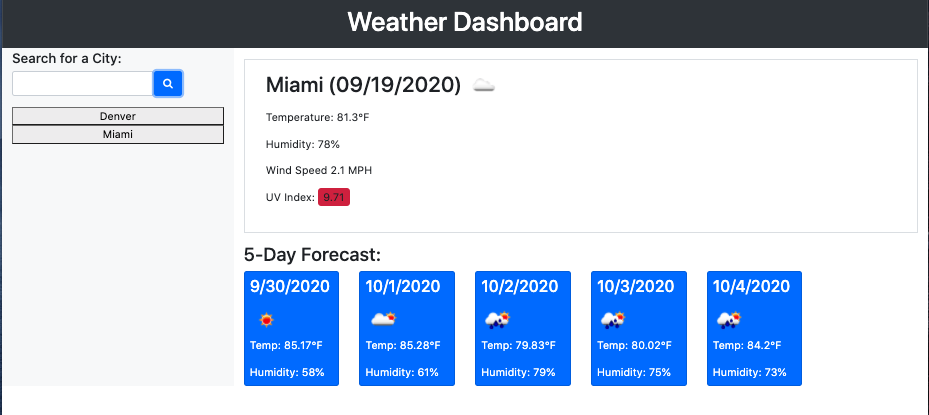 Weather Dashboard
Search for a City:
Denver
Miami
Miami (09/19/2020)
Temperature: 81.3°F
Humidity: 78%
Wind Speed 2.1 MPH
UV Index: 9.71
5-Day Forecast:
9/30/2020
Temp: 85.17°F
Humidity: 58%
10/1/2020
Temp: 85.28°F
Humidity: 61%
10/2/2020
Temp: 79.83°F
Humidity: 79%
10/3/2020
Temp: 80.02°F
Humidity: 75%
10/4/2020
Temp: 84.2°F
Humidity: 73%